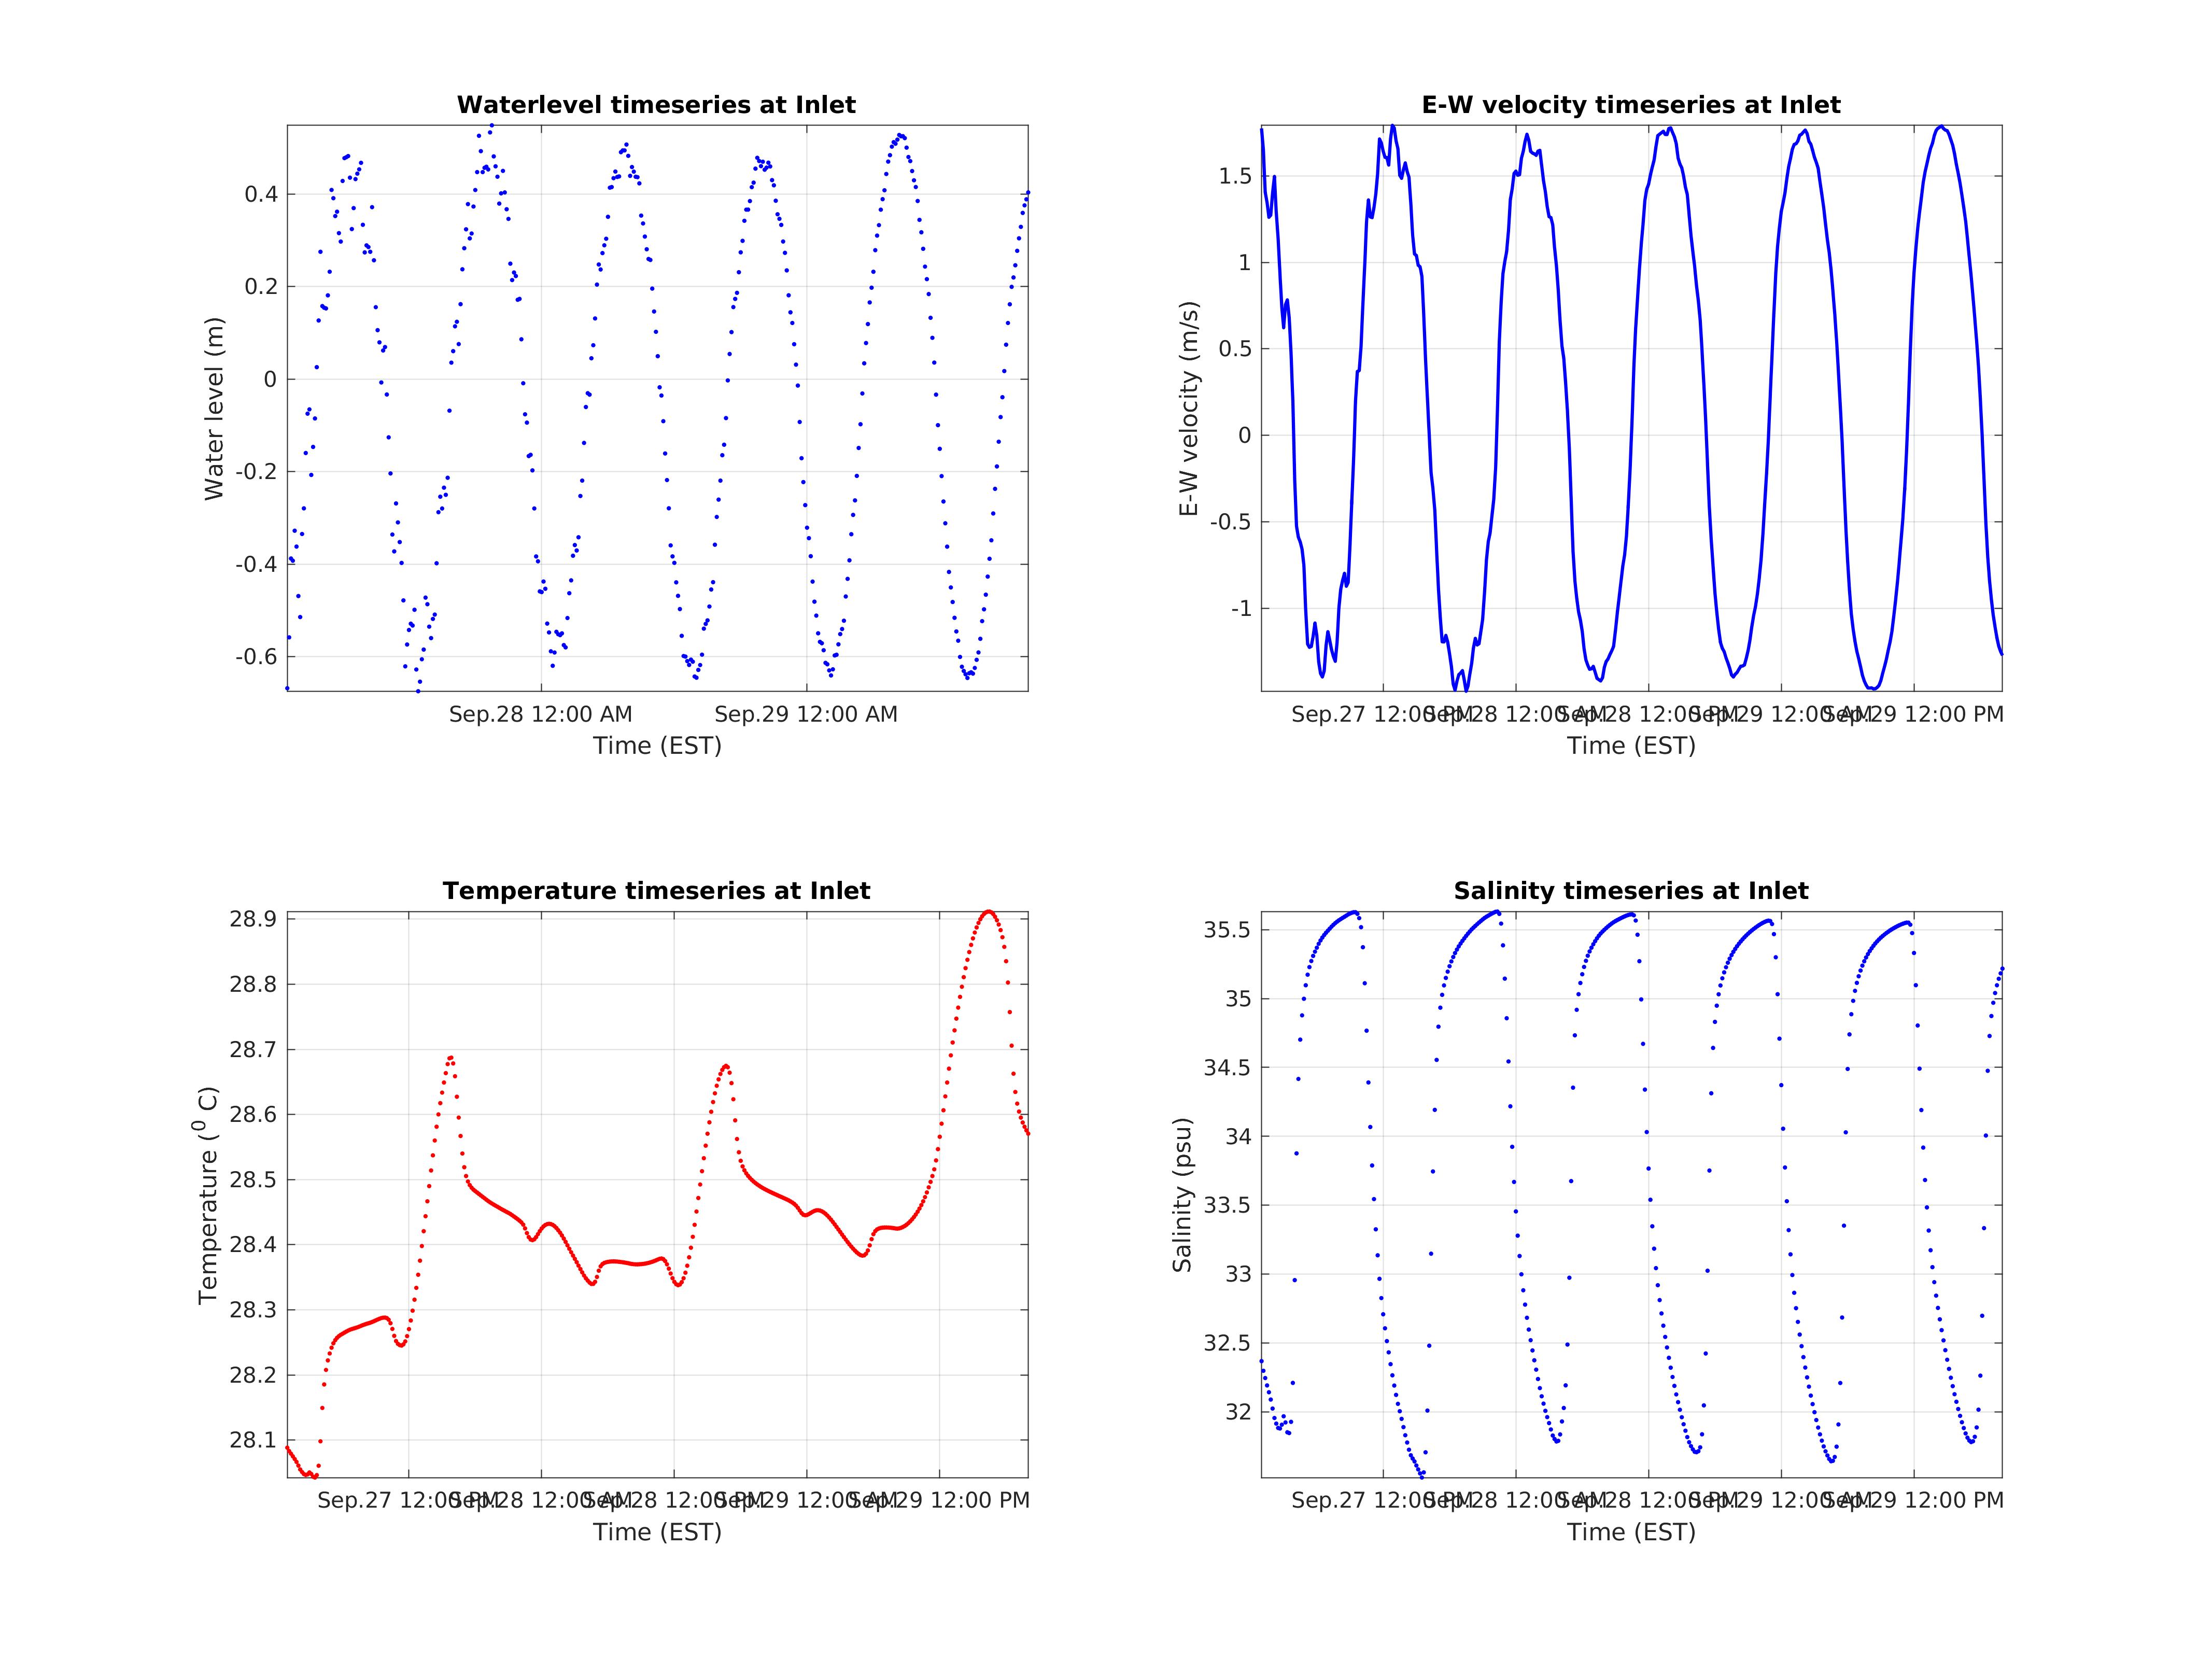 Waterlevel timeseries at Inlet
Water level (m)
0.4
0.2
0
-0.2
-0.4
-0.6
Sep.28 12:00 AM Sep.29 12:00 AM
Time (EST)
E-W velocity timeseries at Inlet
E-W velocity (m/s)
1.5
1
0.5
0
-0.5
-1
Sep.27 12:00 PM Sep.28 12:00 AM Sep.28 12:00 PM Sep.29 12:00 AM Sep.29 12:00 PM
Time (EST)
Temperature timeseries at Inlet
Temperature (⁰ C)
28.9
28.8
28.7
28.6
28.5
28.4
28.3
28.2
28.1
Sep.27 12:00 PM Sep.28 12:00 AM Sep.28 12:00 PM Sep.29 12:00 AM Sep.29 12:00 PM
Time (EST)
Salinity timeseries at Inlet
Salinity (psu)
35.5
35
34.5
34
33.5
33
32.5
32
Sep.27 12:00 PM Sep.28 12:00 AM Sep.28 12:00 PM Sep.29 12:00 AM Sep.29 12:00 PM
Time (EST)